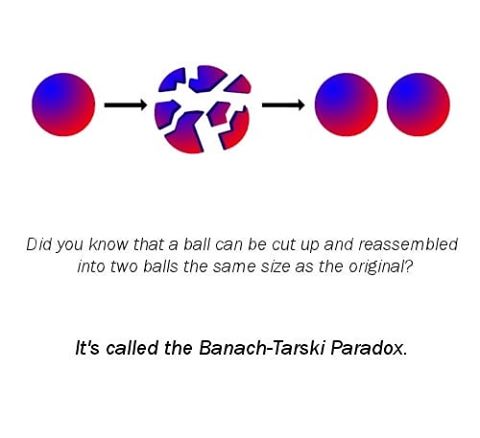 Did you know that a ball can be cut up and reassembled
into two balls the same size as the original?
It's called the Banach-Tarski Paradox.